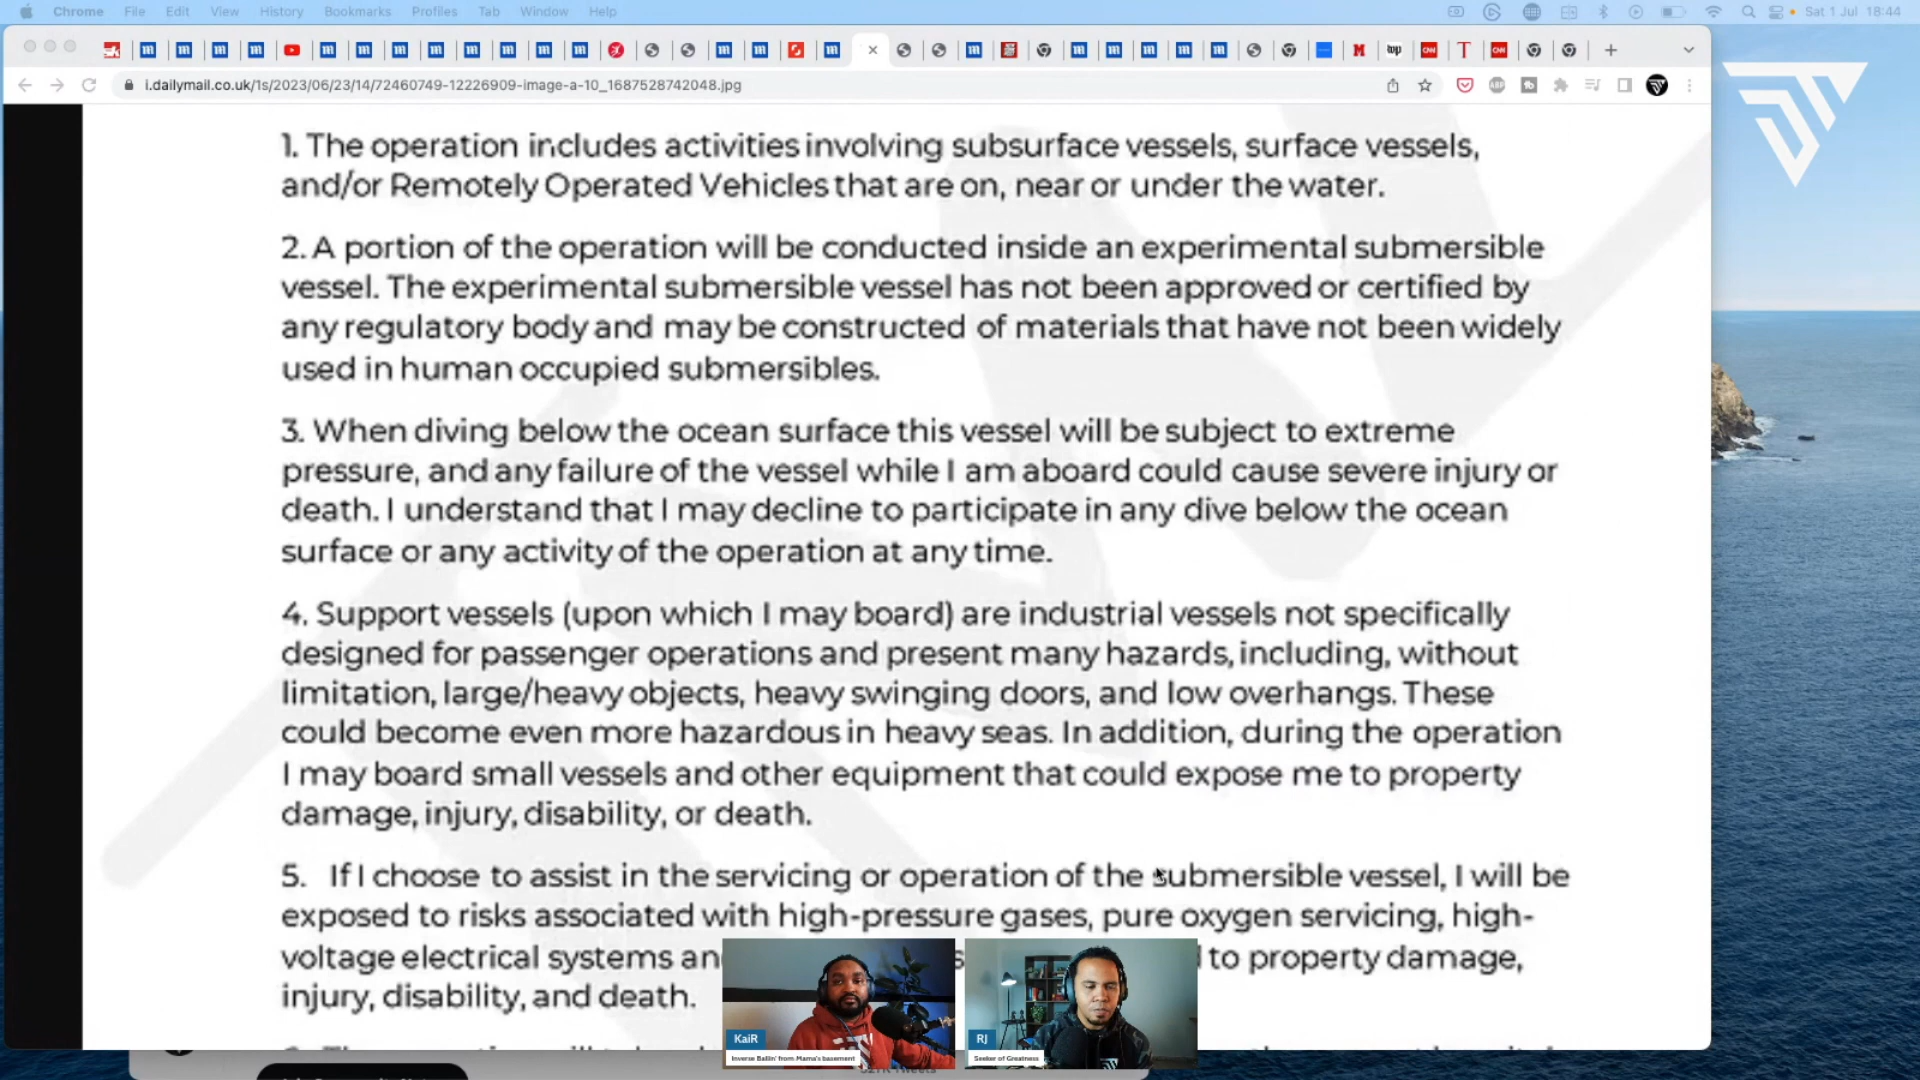 Chrome File Edit View History Bookmarks Profiles Tab Window Help Sat 1 Jul 18:44
i.dailymail.co.uk/1s/2023/06/23/14/72460749-12226909-image-a-10_1687528742048.jpg
1. The operation includes activities involving subsurface vessels, surface vessels,
and/or Remotely Operated Vehicles that are on, near or under the water.
2. A portion of the operation will be conducted inside an experimental submersible
vessel. The experimental submersible vessel has not been approved or certified by
any regulatory body and may be constructed of materials that have not been widely
used in human occupied submersibles.
3. When diving below the ocean surface this vessel will be subject to extreme
pressure, and any failure of the vessel while I am aboard could cause severe injury or
death. I understand that I may decline to participate in any dive below the ocean
surface or any activity of the operation at any time.
4. Support vessels (upon which I may board) are industrial vessels not specifically
designed for passenger operations and present many hazards, including, without
limitation, large/heavy objects, heavy swinging doors, and low overhangs. These
could become even more hazardous in heavy seas. In addition, during the operation
I may board small vessels and other equipment that could expose me to property
damage, injury, disability, or death.
5. If I choose to assist in the servicing or operation of the submersible vessel, I will be
exposed to risks associated with high-pressure gases, pure oxygen servicing, high-
voltage electrical systems to property damage,
injury, disability, and death.
KaiR
Inverse Ballin' from Mama's basement
RJ
Seeker of Greatness